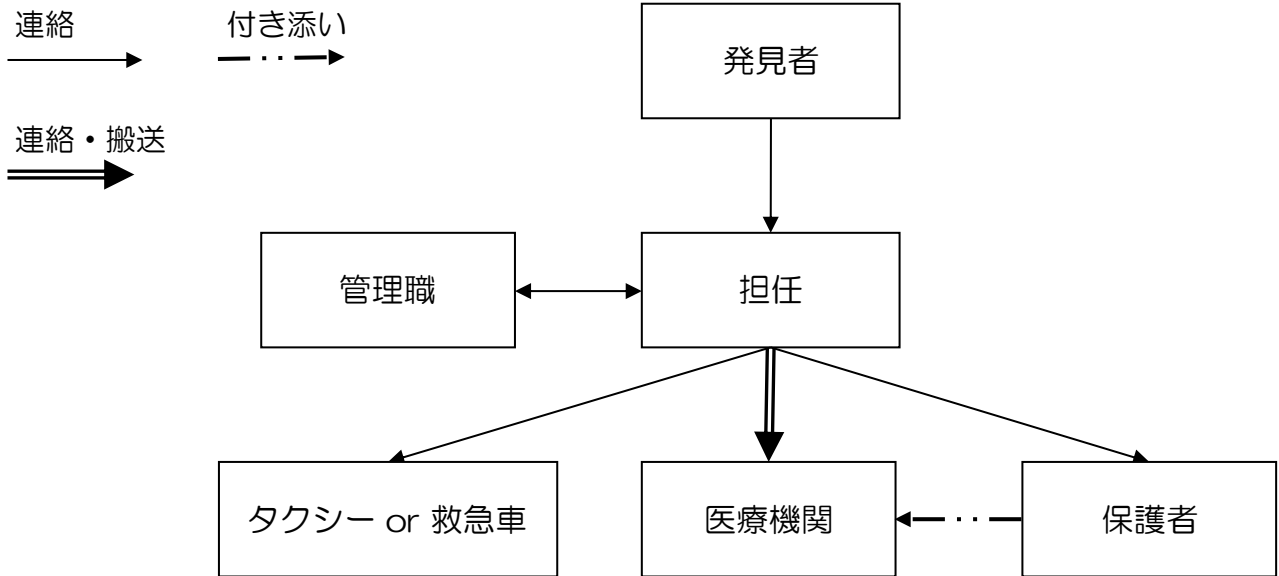 連絡
付き添い
発見者
連絡・搬送
管理職
担任
タクシー or 救急車
医療機関
保護者